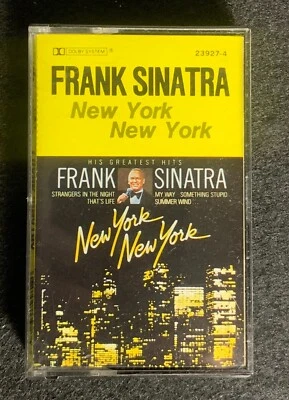 DOLBY SYSTEM ®
23927-4
FRANK SINATRA
New York
New York
HIS GREATEST HITS
FRANK SINATRA
STRANGERS IN THE NIGHT MY WAY SOMETHING STUPID
THAT'S LIFE SUMMER WIND
New York
New York